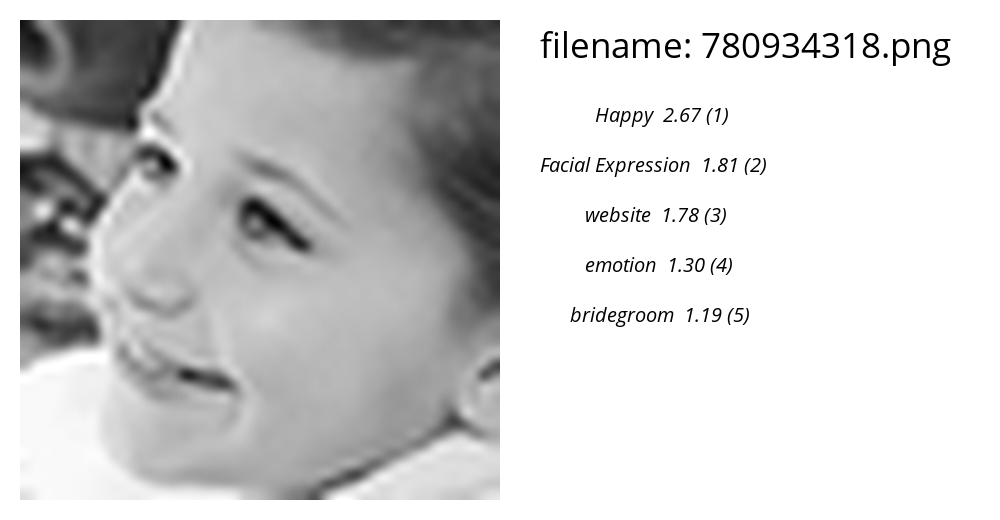 filename: 780934318.png
Happy 2.67 (1)
Facial Expression 1.81 (2)
website 1.78 (3)
emotion 1.30 (4)
bridegroom 1.19 (5)